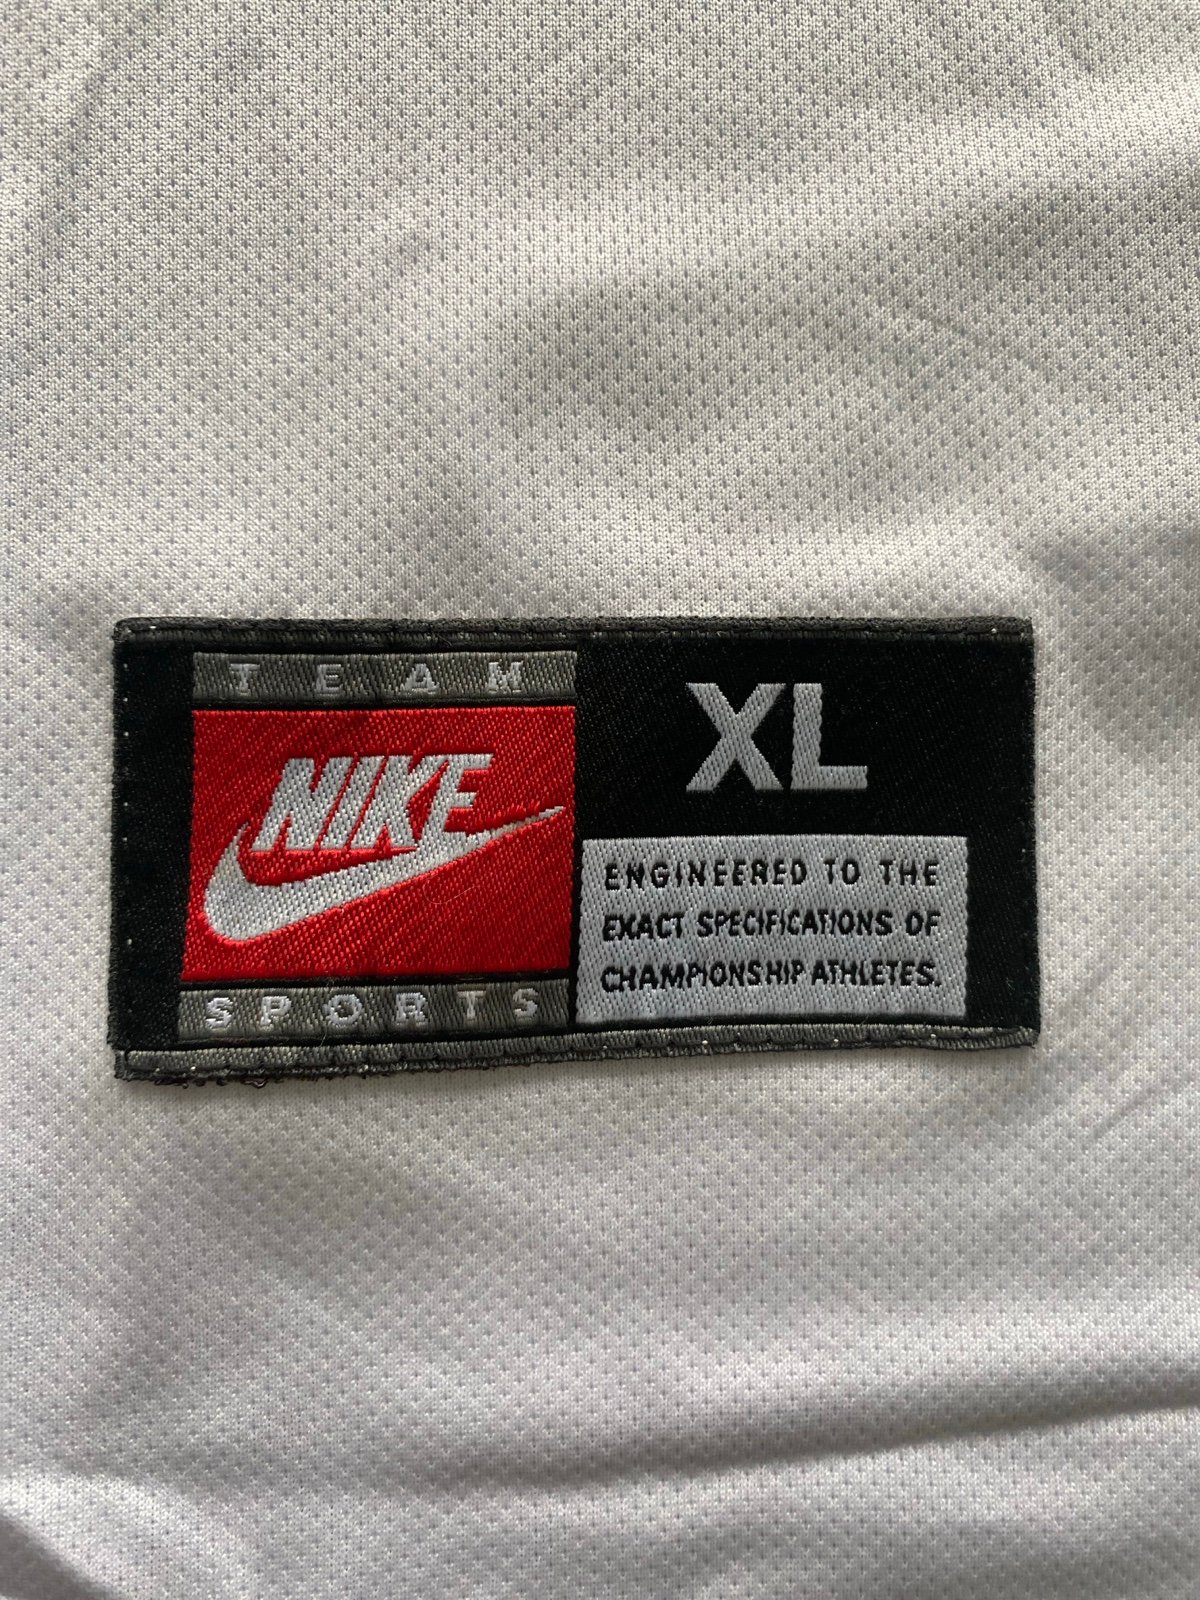 TEAM
NIKE
SPORTS
XL
ENGINEERED TO THE
EXACT SPECIFICATIONS OF
CHAMPIONSHIP ATHLETES.